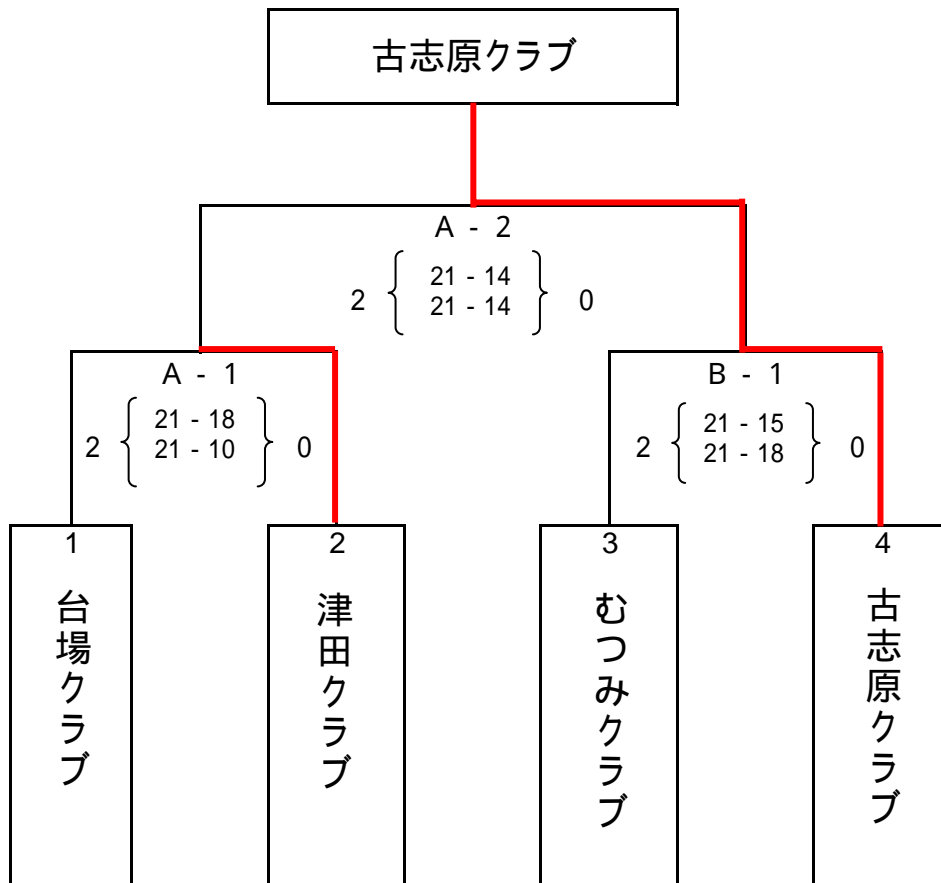 古志原クラブ
A - 2
2 { 21 - 14 } 0
21 - 14
A - 1
2 { 21 - 18 } 0
21 - 10
B - 1
2 { 21 - 15 } 0
21 - 18
1
台場クラブ
2
津田クラブ
3
むつみクラブ
4
古志原クラブ